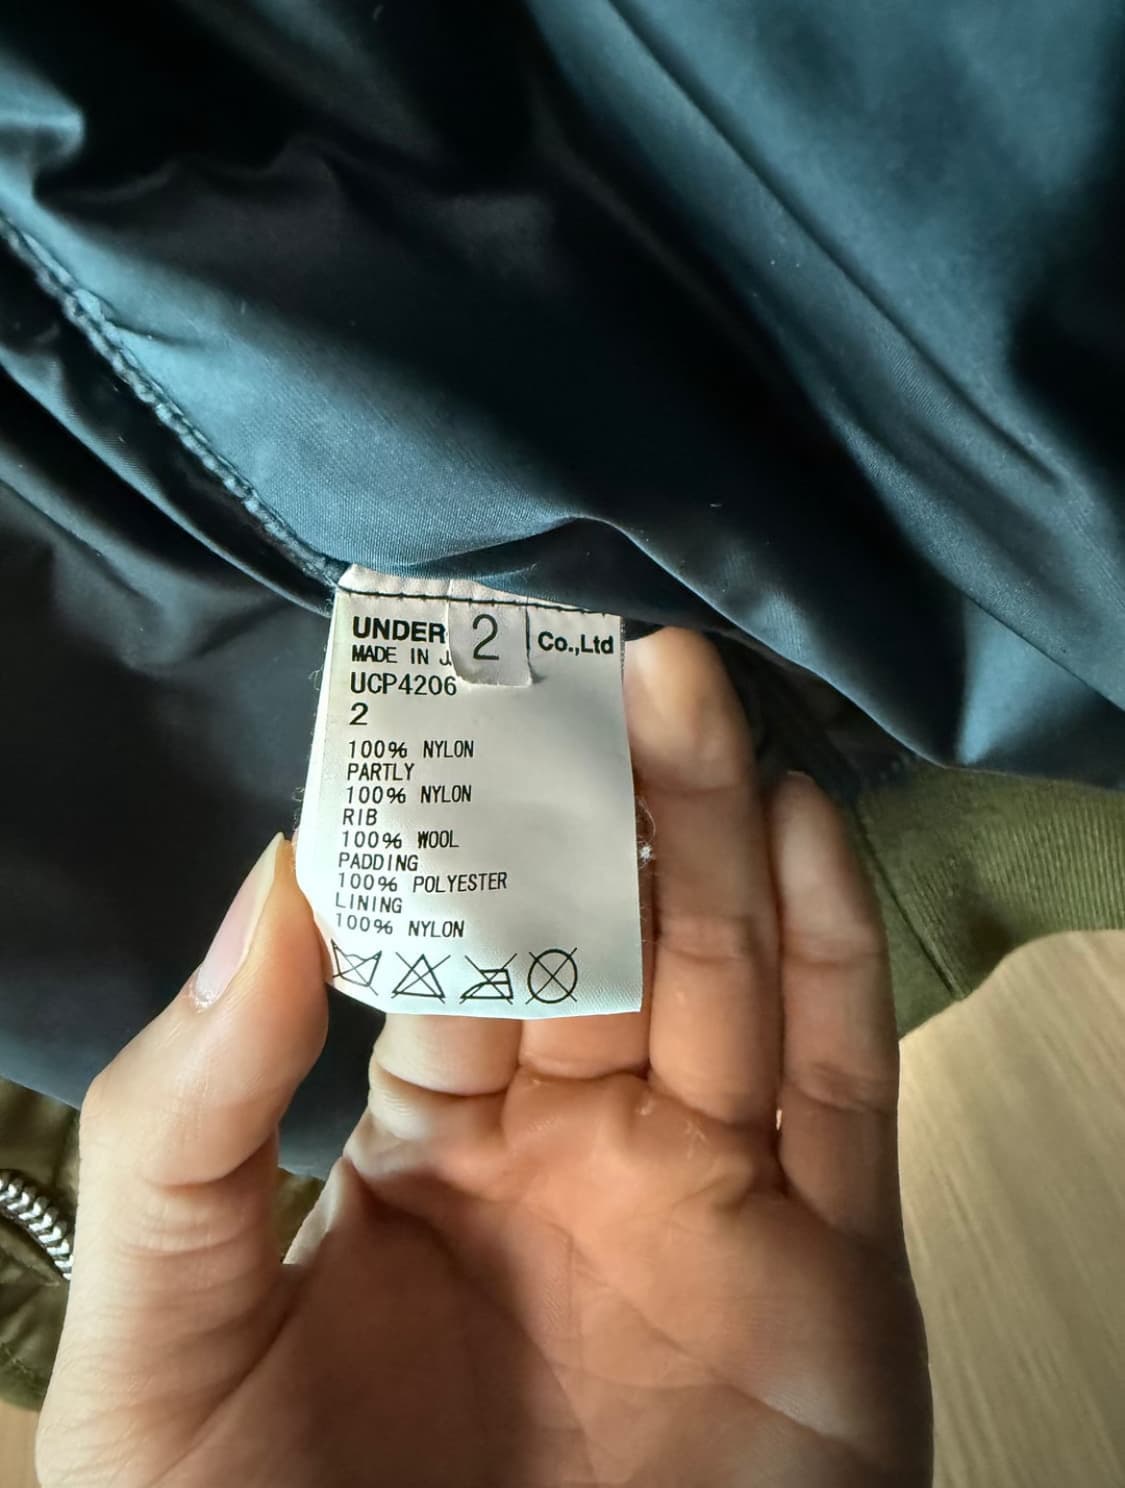 UNDER
2
Co.,Ltd
MADE IN J
UCP4206
2
100% NYLON
PARTLY
100% NYLON
RIB
100% WOOL
PADDING
100% POLYESTER
LINING
100% NYLON